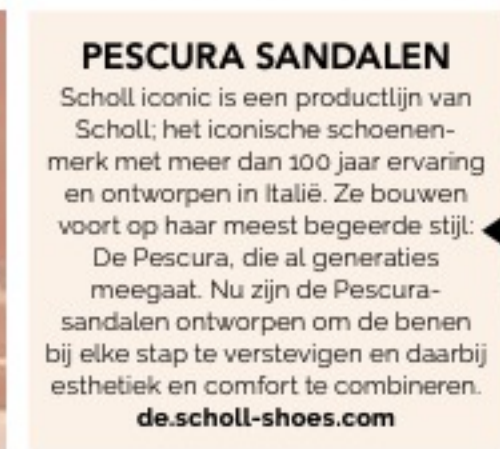 PESCURA SANDALEN
Scholl iconic is een productlijn van
Scholl; het iconische schoenen-
merk met meer dan 100 jaar ervaring
en ontworpen in Italië. Ze bouwen
voort op haar meest begeerde stijl:
De Pescura, die al generaties
meegaat. Nu zijn de Pescura-
sandalen ontworpen om de benen
bij elke stap te verstevigen en daarbij
esthetiek en comfort te combineren.
de.scholl-shoes.com